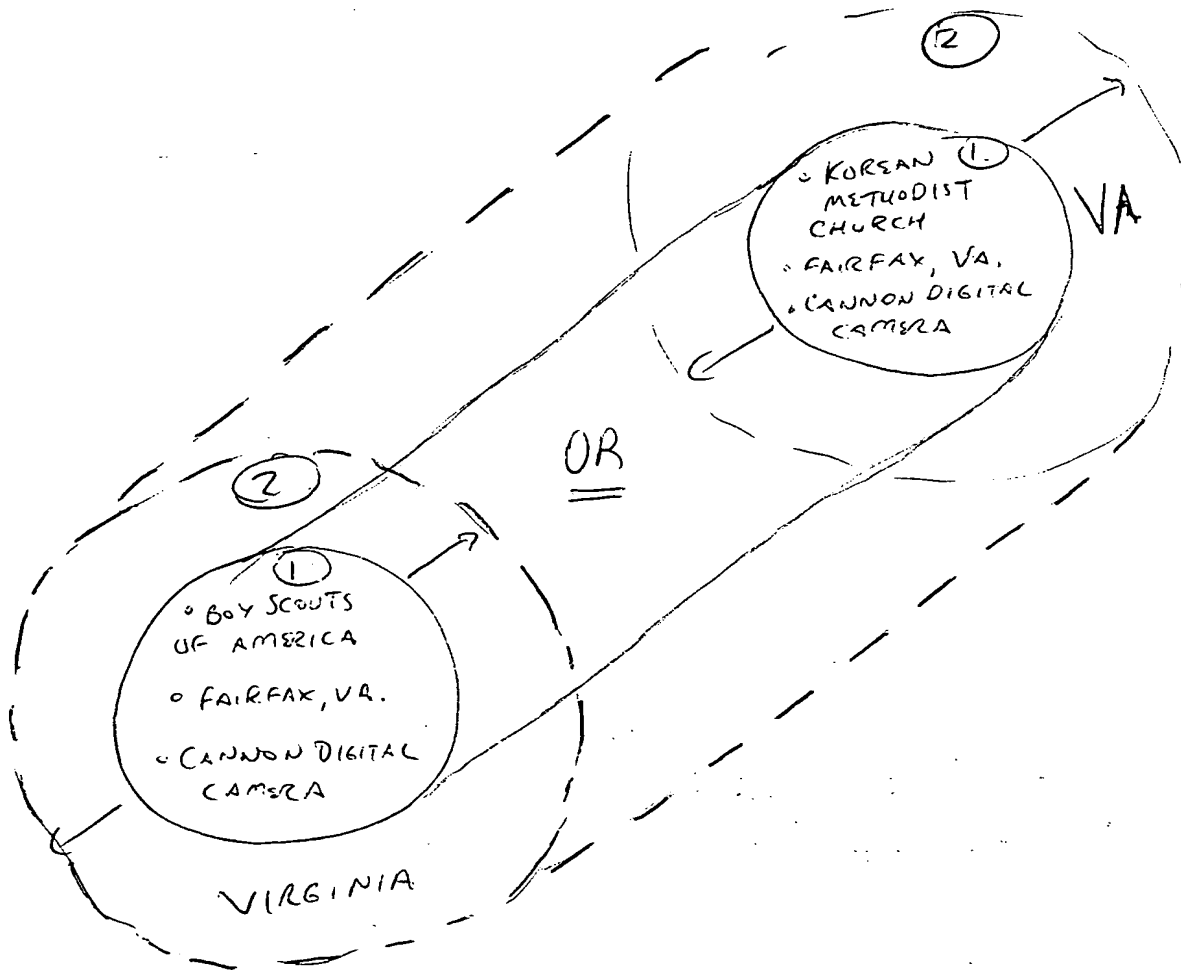 2
1.
• KOREAN
METHODIST
CHURCH
• FAIRFAX, VA.
• CANNON DIGITAL
CAMERA
VA
OR
2
1
• BOY SCOUTS
OF AMERICA
• FAIRFAX, VA.
• CANNON DIGITAL
CAMERA
VIRGINIA